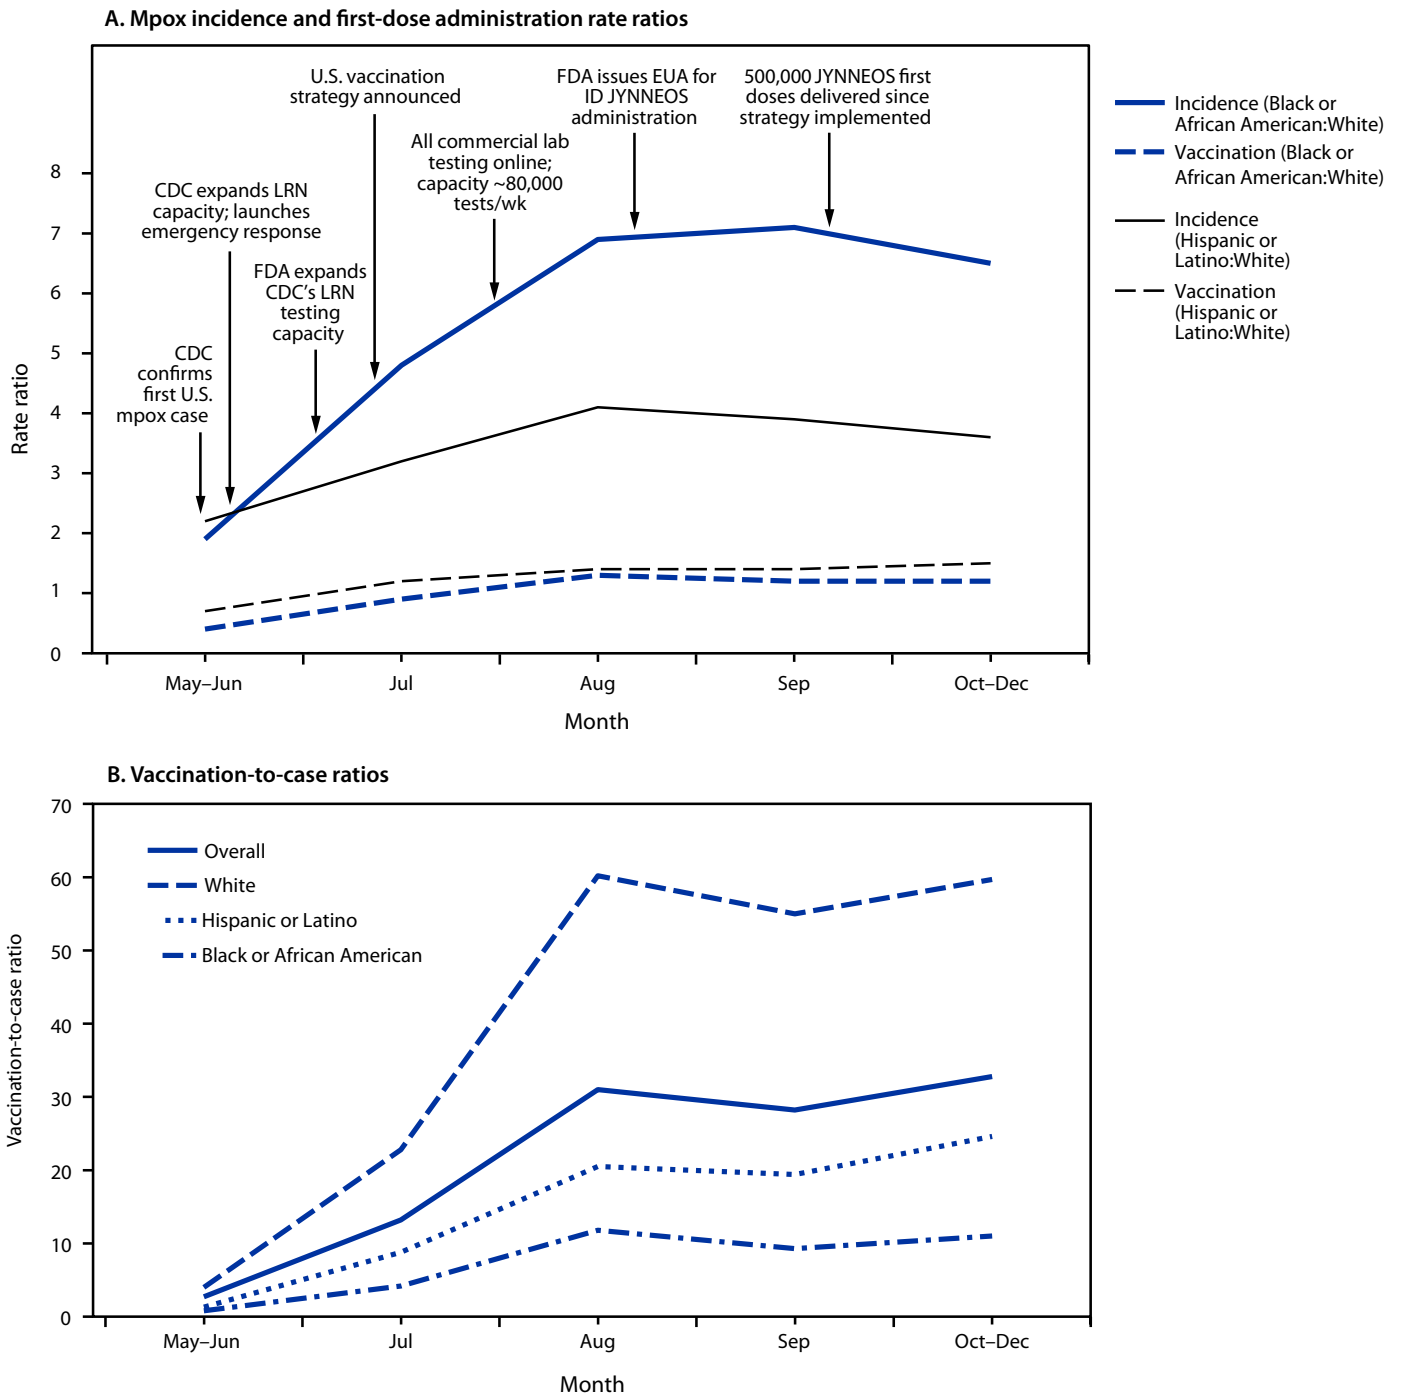 A. Mpox incidence and first-dose administration rate ratios
U.S. vaccination
strategy announced
FDA issues EUA for
ID JYNNEOS
administration
500,000 JYNNEOS first
doses delivered since
strategy implemented
All commercial lab
testing online;
capacity ~80,000
tests/wk
CDC expands LRN
capacity; launches
emergency response
FDA expands
CDC's LRN
testing
capacity
CDC
confirms
first U.S.
mpox case
Incidence (Black or
African American:White)
Vaccination (Black or
African American:White)
Incidence
(Hispanic or
Latino:White)
Vaccination
(Hispanic or
Latino:White)
Rate ratio
8
7
6
5
4
3
2
1
0
May–Jun
Jul
Aug
Sep
Oct–Dec
Month
B. Vaccination-to-case ratios
Overall
White
Hispanic or Latino
Black or African American
Vaccination-to-case ratio
70
60
50
40
30
20
10
0
May–Jun
Jul
Aug
Sep
Oct–Dec
Month